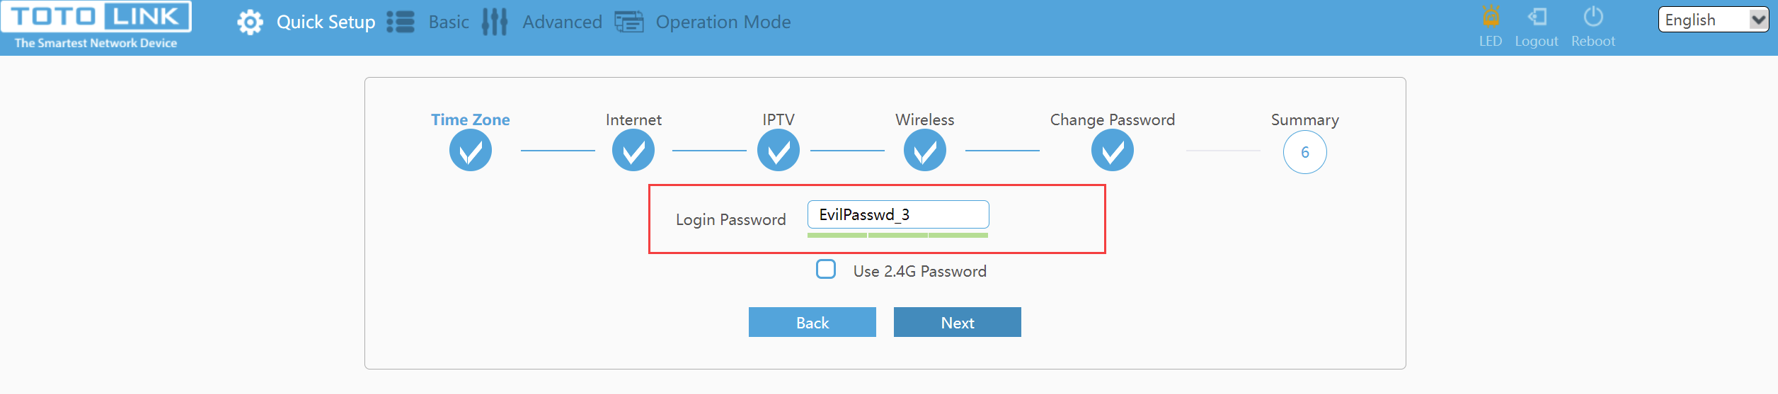 TOTO LINK
The Smartest Network Device
Quick Setup
Basic
Advanced
Operation Mode
LED
Logout
Reboot
English
Time Zone
Internet
IPTV
Wireless
Change Password
Summary
6
Login Password
EvilPasswd_3
Use 2.4G Password
Back
Next